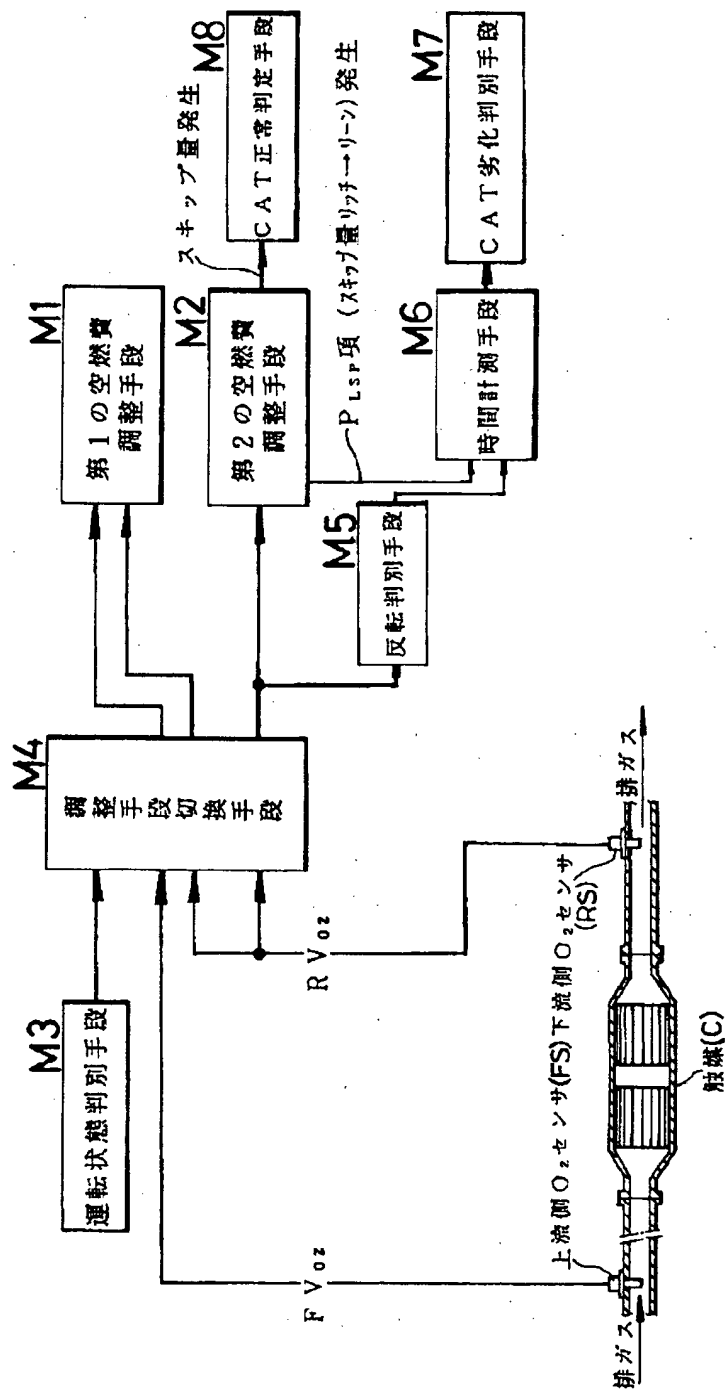 M3
運転状態判別手段
M4
調整手段切換手段
M1
第1の空燃費
調整手段
M2
第2の空燃費
調整手段
スキップ量発生
M8
CAT正常判定手段
PLSP項 (スキップ量リッチ→リーン)発生
M5
反転判別手段
M6
時間計測手段
M7
CAT劣化判別手段
F VO2
R VO2
上流側O2センサ(FS)
下流側O2センサ
(RS)
排ガス
排ガス
触媒(C)